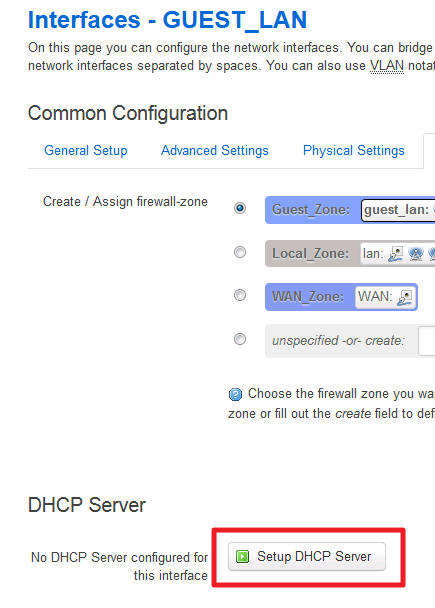 Interfaces - GUEST_LAN
On this page you can configure the network interfaces. You can bridge
network interfaces separated by spaces. You can also use VLAN
Common Configuration
General Setup Advanced Settings Physical Settings
Create / Assign firewall-zone
Guest_Zone: guest_lan:
Local_Zone: lan:
WAN_Zone: WAN:
unspecified -or- create:
Choose the firewall zone you
zone or fill out the create field to
DHCP Server
No DHCP Server configured for
this interface
Setup DHCP Server